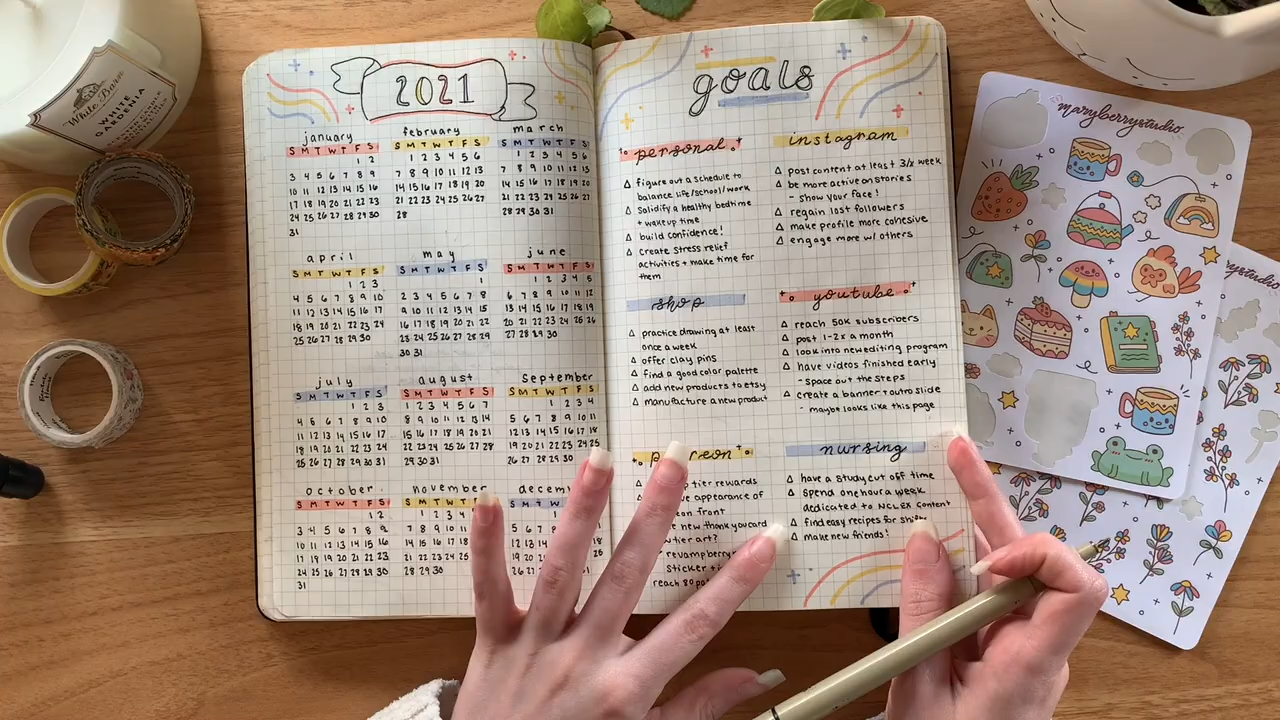 White Barn
WHITE
GARDENIA
2021
january
S M T W T F S
1 2
3 4 5 6 7 8 9
10 11 12 13 14 15 16
17 18 19 20 21 22 23
24 25 26 27 28 29 30
31
february
S M T W T F S
1 2 3 4 5 6
7 8 9 10 11 12 13
14 15 16 17 18 19 20
21 22 23 24 25 26 27
28
march
S M T W T F S
1 2 3 4 5 6
7 8 9 10 11 12 13
14 15 16 17 18 19 20
21 22 23 24 25 26 27
28 29 30 31
april
S M T W T F S
1 2 3
4 5 6 7 8 9 10
11 12 13 14 15 16 17
18 19 20 21 22 23 24
25 26 27 28 29 30
may
S M T W T F S
1
2 3 4 5 6 7 8
9 10 11 12 13 14 15
16 17 18 19 20 21 22
23 24 25 26 27 28 29
30 31
june
S M T W T F S
1 2 3 4 5
6 7 8 9 10 11 12
13 14 15 16 17 18 19
20 21 22 23 24 25 26
27 28 29 30
july
S M T W T F S
1 2 3
4 5 6 7 8 9 10
11 12 13 14 15 16 17
18 19 20 21 22 23 24
25 26 27 28 29 30 31
august
S M T W T F S
1 2 3 4 5 6 7
8 9 10 11 12 13 14
15 16 17 18 19 20 21
22 23 24 25 26 27 28
29 30 31
September
S M T W T F S
1 2 3 4
5 6 7 8 9 10 11
12 13 14 15 16 17 18
19 20 21 22 23 24 25
26 27 28
october
S M T W T F S
1 2
3 4 5 6 7 8 9
10 11 12 13 14 15 16
17 18 19 20 21 22 23
24 25 26 27 28 29 30
31
november
S M T W T F S
1 2 3 4
7 8 9 10
14 15 16 17
21 22 23
28 29 30
decem
S M T W
5 6
12 13
19 20
26 27
goals
personal
Δ figure out a schedule to
balance life/school/work
Δ Solidify a healthy bedtime
+ wake up time
Δ build confidence!
Δ create stress relief
activities + make time for
them
instagram
Δ post content at least 3/x week
Δ be more active on stories
- show your face!
Δ regain lost followers
Δ make profile more cohesive
Δ engage more w/ others
shop
Δ practice drawing at least
once a week
Δ offer clay pins
Δ find a good color palette
Δ add new products to etsy
Δ manufacture a new product
youtube
Δ reach 50K subscribers
Δ post 1-2x a month
Δ look into new editing program
Δ have videos finished early
- Space out the steps
Δ create a banner + outro slide
- maybe looks like this page
tier rewards
appearance of
front
new thank you card
tier art?
revamp berry
Sticker +
reach 80
nursing
Δ have a study cut off time
Δ Spend one hour a week
dedicated to NCLEX content
Δ find easy recipes for
Δ make new friends!
maryberrystudio